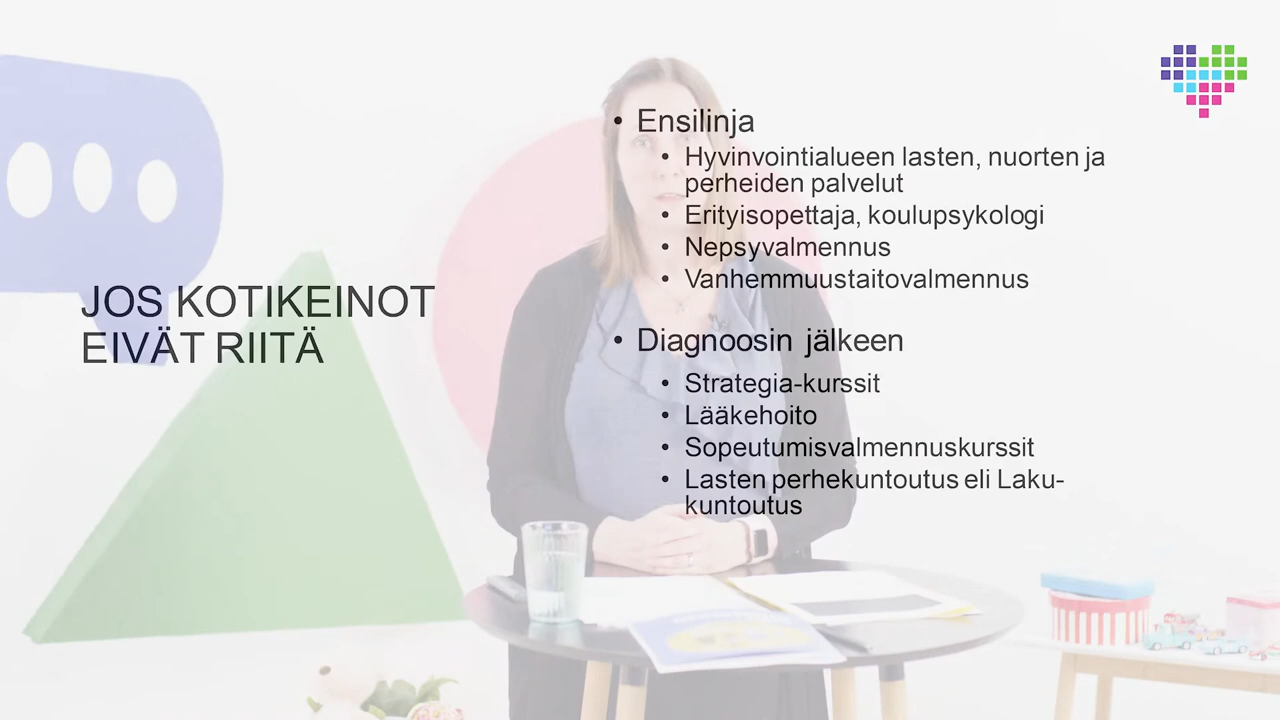 JOS KOTIKEINOT
EIVÄT RIITÄ
• Ensilinja
• Hyvinvointialueen lasten, nuorten ja
perheiden palvelut
• Erityisopettaja, koulupsykologi
• Nepsyvalmennus
• Vanhemmuustaitovalmennus
• Diagnoosin jälkeen
• Strategia-kurssit
• Lääkehoito
• Sopeutumisvalmennuskurssit
• Lasten perhekuntoutus eli Laku-
kuntoutus